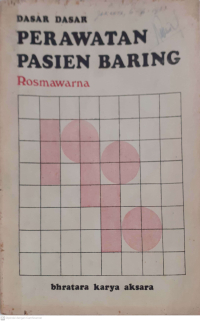 DASAR DASAR
PERAWATAN
PASIEN BARING
Rosmawarna
bhratara karya aksara